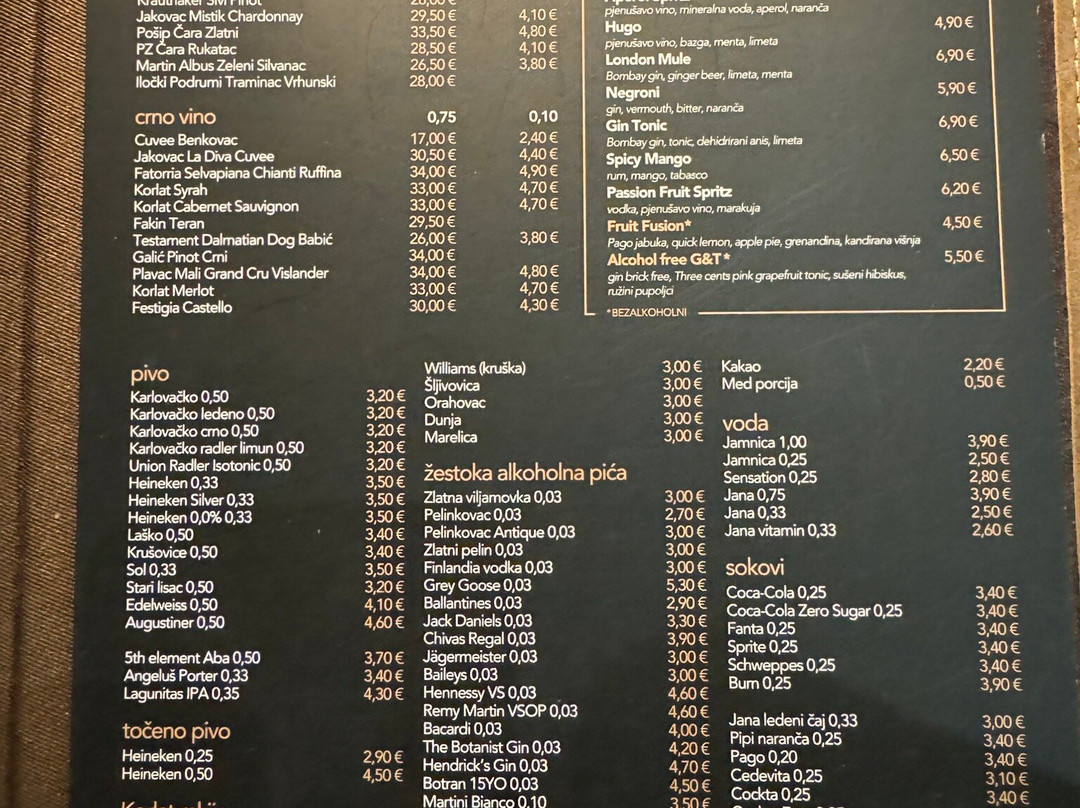 Jakovac Mistik Chardonnay 29,50 € 4,10 €
Pošip Čara Zlatni 33,50 € 4,80 €
PZ Čara Rukatac 28,50 € 4,10 €
Martin Albus Zeleni Silvanac 26,50 € 3,80 €
Iločki Podrumi Traminac Vrhunski 28,00 €
crno vino 0,75 0,10
Cuvee Benkovac 17,00 € 2,40 €
Jakovac La Diva Cuvee 30,50 € 4,40 €
Fatorria Selvapiana Chianti Ruffina 34,00 € 4,90 €
Korlat Syrah 33,00 € 4,70 €
Korlat Cabernet Sauvignon 33,00 € 4,70 €
Fakin Teran 29,50 €
Testament Dalmatian Dog Babić 26,00 € 3,80 €
Galić Pinot Crni 34,00 €
Plavac Mali Grand Cru Vislander 34,00 € 4,80 €
Korlat Merlot 33,00 € 4,70 €
Festigia Castello 30,00 € 4,30 €
pjenušavo vino, mineralna voda, aperol, naranča
Hugo 4,90 €
pjenušavo vino, bazga, menta, limeta
London Mule 6,90 €
Bombay gin, ginger beer, limeta, menta
Negroni 5,90 €
gin, vermouth, bitter, naranča
Gin Tonic 6,90 €
Bombay gin, tonic, dehidrirani anis, limeta
Spicy Mango 6,50 €
rum, mango, tabasco
Passion Fruit Spritz 6,20 €
vodka, pjenušavo vino, marakuja
Fruit Fusion* 4,50 €
Pago jabuka, quick lemon, apple pie, grenandina, kandirana višnja
Alcohol free G&T* 5,50 €
gin brick free, Three cents pink grapefruit tonic, sušeni hibiskus,
ružini pupoljci
*BEZALKOHOLNI
pivo
Karlovačko 0,50 3,20 €
Karlovačko ledeno 0,50 3,20 €
Karlovačko crno 0,50 3,20 €
Karlovačko radler limun 0,50 3,20 €
Union Radler Isotonic 0,50 3,20 €
Heineken 0,33 3,50 €
Heineken Silver 0,33 3,50 €
Heineken 0,0% 0,33 3,50 €
Laško 0,50 3,40 €
Krušovice 0,50 3,40 €
Sol 0,33 3,50 €
Stari lisac 0,50 3,20 €
Edelweiss 0,50 4,10 €
Augustiner 0,50 4,60 €
5th element Aba 0,50 3,70 €
Angeluš Porter 0,33 3,40 €
Lagunitas IPA 0,35 4,30 €
točeno pivo
Heineken 0,25 2,90 €
Heineken 0,50 4,50 €
Williams (kruška) 3,00 €
Šljivovica 3,00 €
Orahovac 3,00 €
Dunja 3,00 €
Marelica 3,00 €
žestoka alkoholna pića
Zlatna viljamovka 0,03 3,00 €
Pelinkovac 0,03 2,70 €
Pelinkovac Antique 0,03 3,00 €
Zlatni pelin 0,03 3,00 €
Finlandia vodka 0,03 3,00 €
Grey Goose 0,03 5,30 €
Ballantines 0,03 2,90 €
Jack Daniels 0,03 3,30 €
Chivas Regal 0,03 3,90 €
Jägermeister 0,03 3,00 €
Baileys 0,03 3,00 €
Hennessy VS 0,03 4,60 €
Remy Martin VSOP 0,03 4,60 €
Bacardi 0,03 4,00 €
The Botanist Gin 0,03 4,20 €
Hendrick's Gin 0,03 4,70 €
Botran 15YO 0,03 4,50 €
Martini Bianco 0,10 3,50 €
Kakao 2,20 €
Med porcija 0,50 €
voda
Jamnica 1,00 3,90 €
Jamnica 0,25 2,50 €
Sensation 0,25 2,80 €
Jana 0,75 3,90 €
Jana 0,33 2,50 €
Jana vitamin 0,33 2,60 €
sokovi
Coca-Cola 0,25 3,40 €
Coca-Cola Zero Sugar 0,25 3,40 €
Fanta 0,25 3,40 €
Sprite 0,25 3,40 €
Schweppes 0,25 3,40 €
Burn 0,25 3,90 €
Jana ledeni čaj 0,33 3,00 €
Pipi naranča 0,25 3,40 €
Pago 0,20 3,40 €
Cedevita 0,25 3,10 €
Cockta 0,25 3,40 €